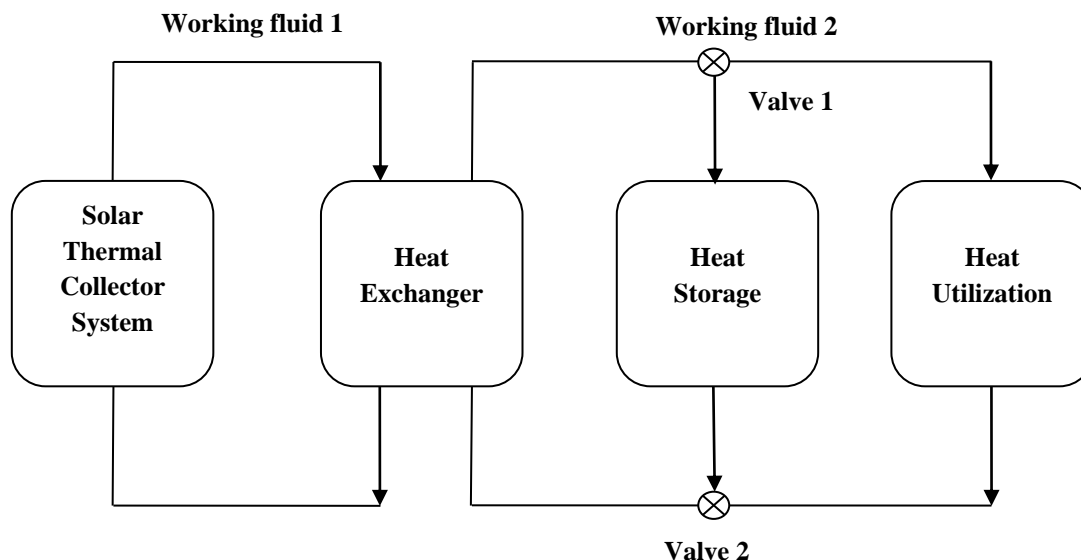 Working fluid 1
Working fluid 2
Valve 1
Solar
Thermal
Collector
System
Heat
Exchanger
Heat
Storage
Heat
Utilization
Valve 2